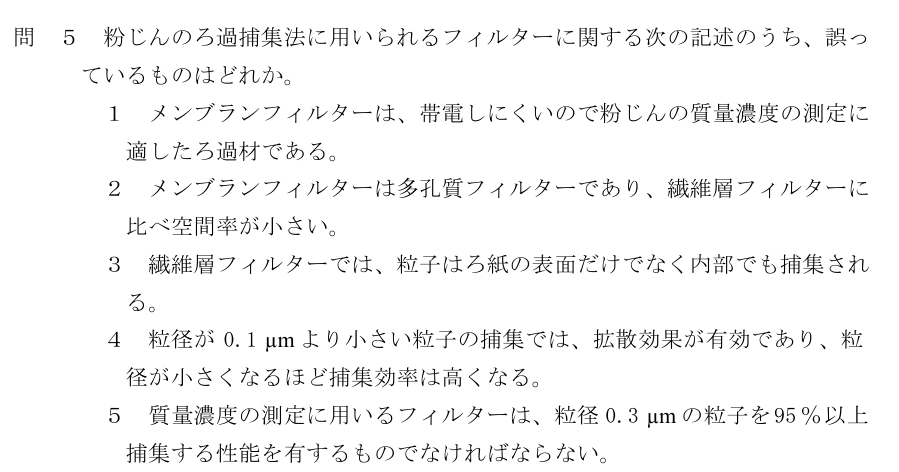 問　５　粉じんのろ過捕集法に用いられるフィルターに関する次の記述のうち、誤っ
ているものはどれか。
１　メンブランフィルターは、帯電しにくいので粉じんの質量濃度の測定に
適したろ過材である。
２　メンブランフィルターは多孔質フィルターであり、繊維層フィルターに
比べ空間率が小さい。
３　繊維層フィルターでは、粒子はろ紙の表面だけでなく内部でも捕集され
る。
４　粒径が 0.1 μm より小さい粒子の捕集では、拡散効果が有効であり、粒
径が小さくなるほど捕集効率は高くなる。
５　質量濃度の測定に用いるフィルターは、粒径 0.3 μm の粒子を95％以上
捕集する性能を有するものでなければならない。